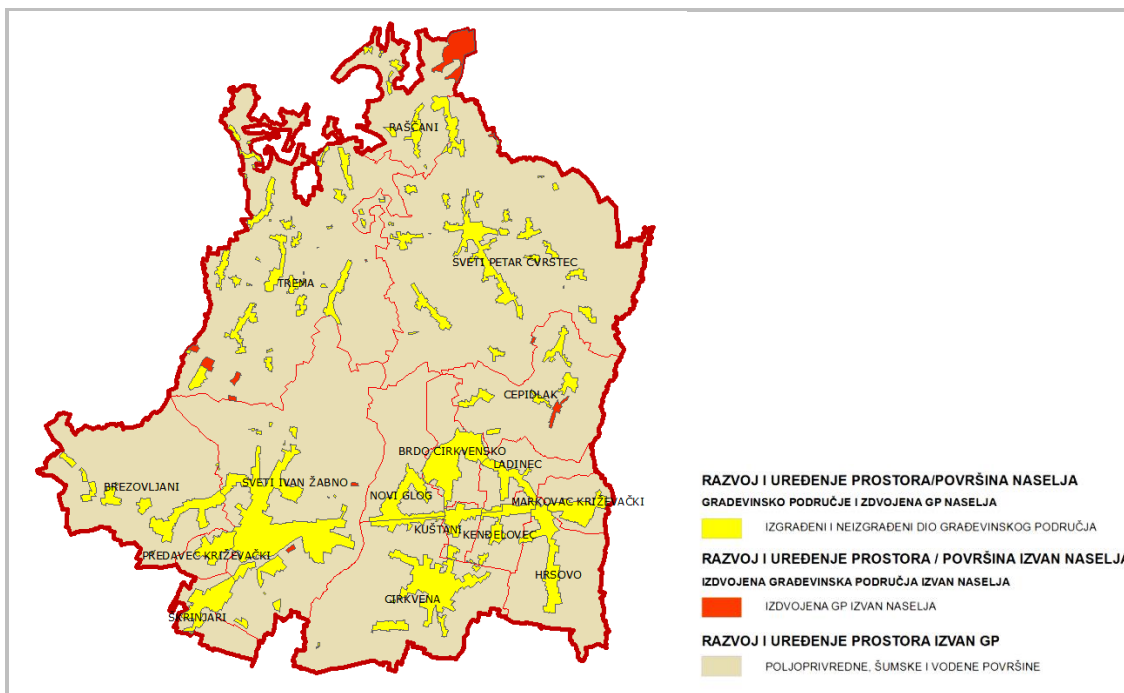 RAŠČANI
SVETI PETAR ČVRSTEC
TREMA
CEPIDLAK
BRDO CIRKVENSKO
LADINEC
SVETI IVAN ŽABNO
BREZOVLJANI
NOVI GLOG
MARKOVAC KRIŽEVAČKI
KUŠTANI
KENĐELOVEC
PREDAVEC KRIŽEVAČKI
HRSOVO
CIRKVENA
ŠKRINJARI
RAZVOJ I UREĐENJE PROSTORA/POVRŠINA NASELJA
GRAĐEVINSKO PODRUČJE I ZDVOJENA GP NASELJA
IZGRAĐENI I NEIZGRAĐENI DIO GRAĐEVINSKOG PODRUČJA
RAZVOJ I UREĐENJE PROSTORA / POVRŠINA IZVAN NASELJA
IZDVOJENA GRAĐEVINSKA PODRUČJA IZVAN NASELJA
IZDVOJENA GP IZVAN NASELJA
RAZVOJ I UREĐENJE PROSTORA IZVAN GP
POLJOPRIVREDNE, ŠUMSKE I VODENE POVRŠINE